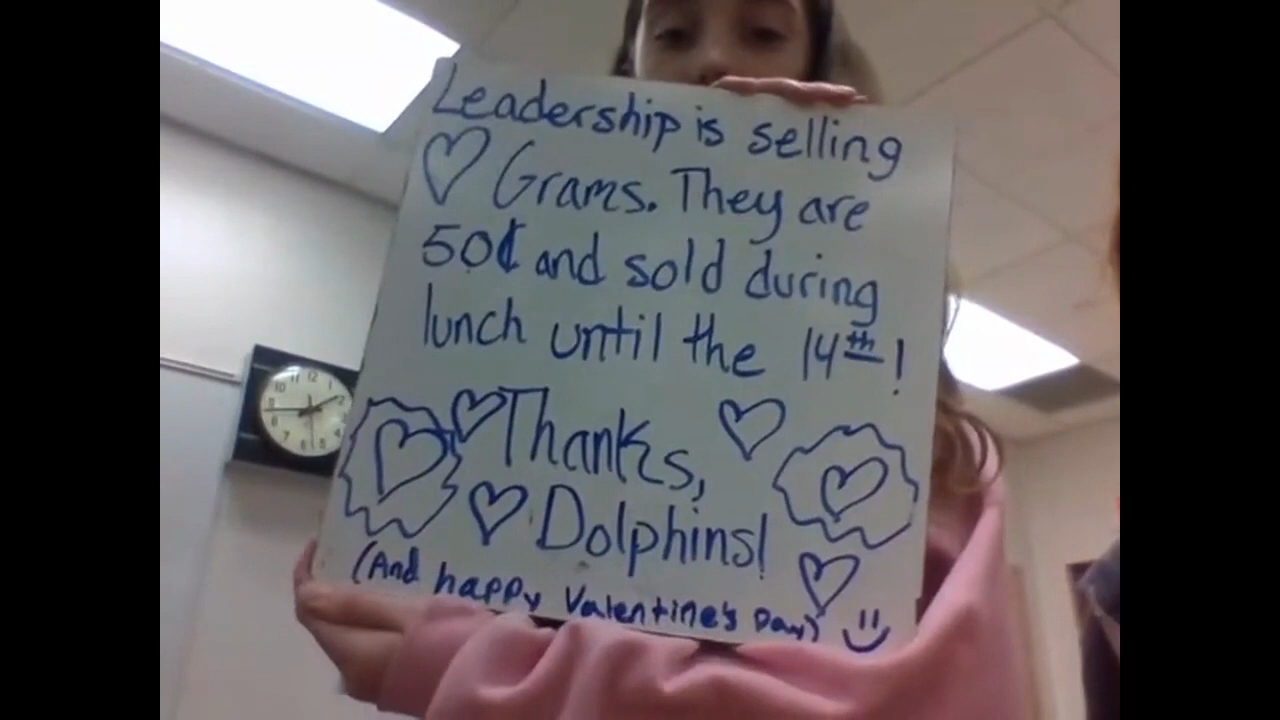 Leadership is selling
♡ Grams. They are
50¢ and sold during
lunch until the 14th!
Thanks,
Dolphins!
(And happy Valentine's Day)